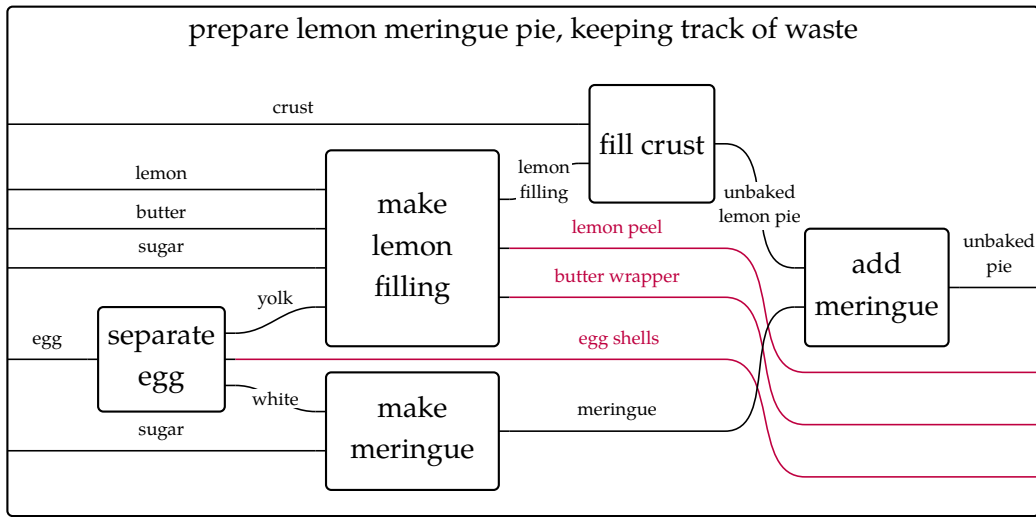 prepare lemon meringue pie, keeping track of waste
crust
fill crust
lemon
lemon
filling
make
lemon
filling
butter
unbaked
lemon pie
sugar
lemon peel
add
meringue
unbaked
pie
butter wrapper
yolk
egg
separate
egg
egg shells
white
make
meringue
meringue
sugar